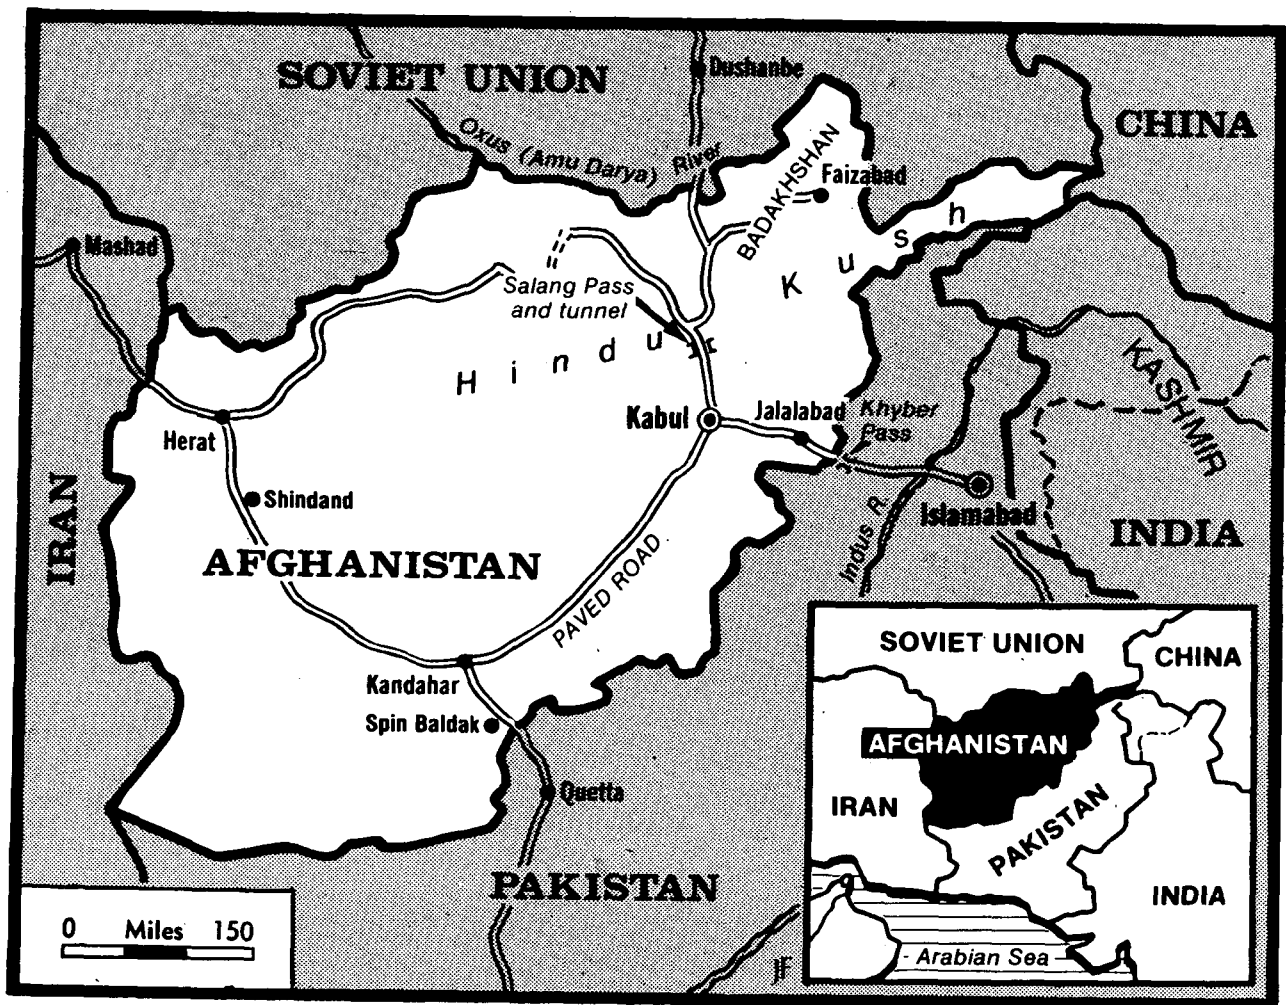 SOVIET UNION
Dushanbe
CHINA
Oxus (Amu Darya) River
BADAKHSHAN
Faizabad
Mashad
Salang Pass
and tunnel
Hindu Kush
KASHMIR
Kabul
Jalalabad
Khyber
Pass
Herat
Shindand
Islamabad
IRAN
Indus R.
INDIA
AFGHANISTAN
PAVED ROAD
Kandahar
Spin Baldak
Quetta
PAKISTAN
0 Miles 150
JF
SOVIET UNION
CHINA
AFGHANISTAN
IRAN
PAKISTAN
INDIA
Arabian Sea